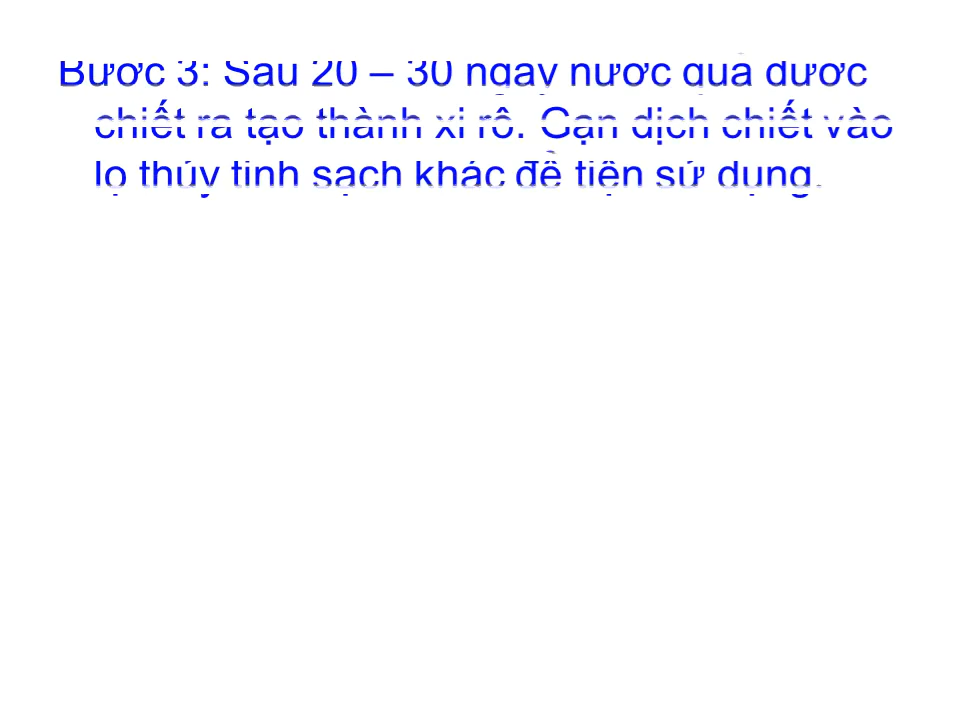 Bước 3: Sau 20 – 30 ngày nước quả được
chiết ra tạo thành xi rô. Gạn dịch chiết vào
lọ thủy tinh sạch khác để tiện sử dụng.